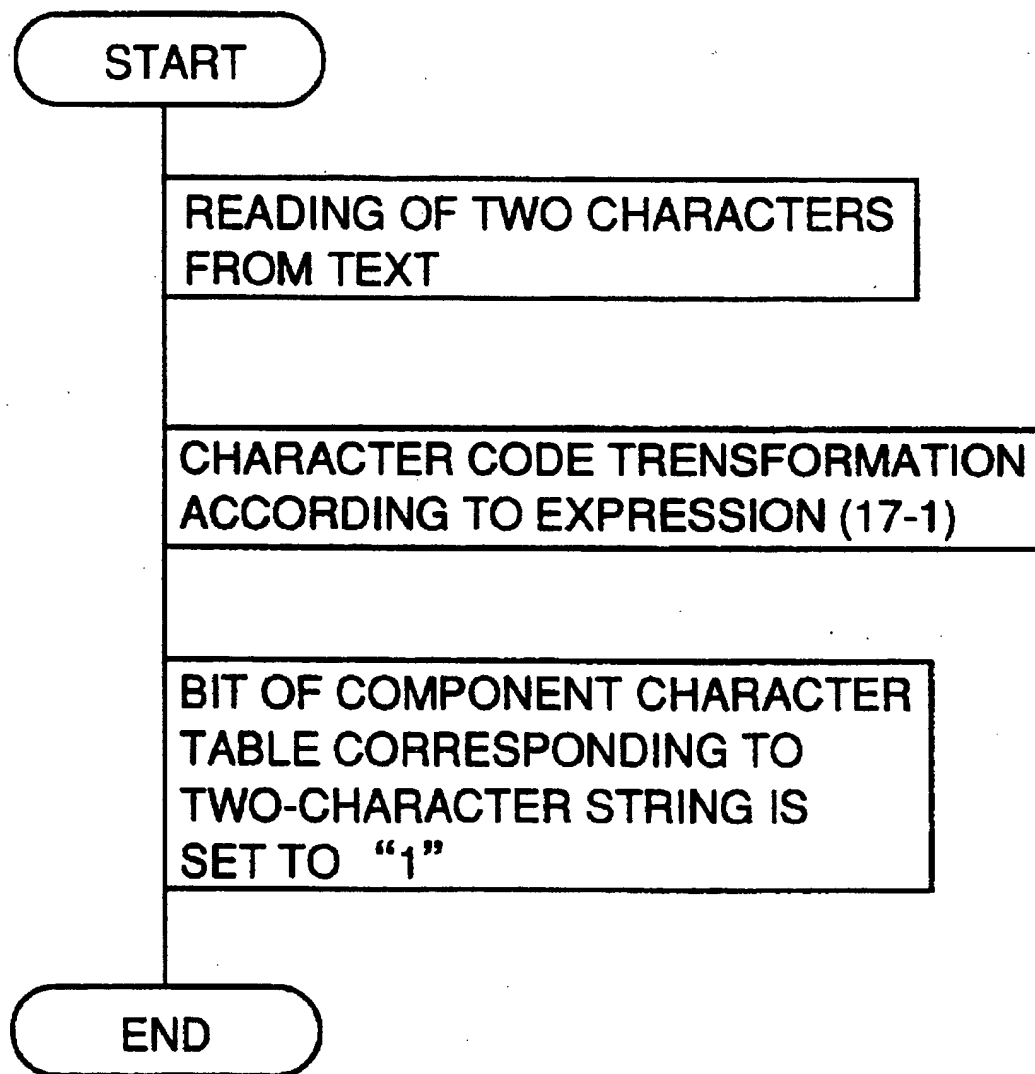 START
READING OF TWO CHARACTERS
FROM TEXT
CHARACTER CODE TRENSFORMATION
ACCORDING TO EXPRESSION (17-1)
BIT OF COMPONENT CHARACTER
TABLE CORRESPONDING TO
TWO-CHARACTER STRING IS
SET TO “1”
END